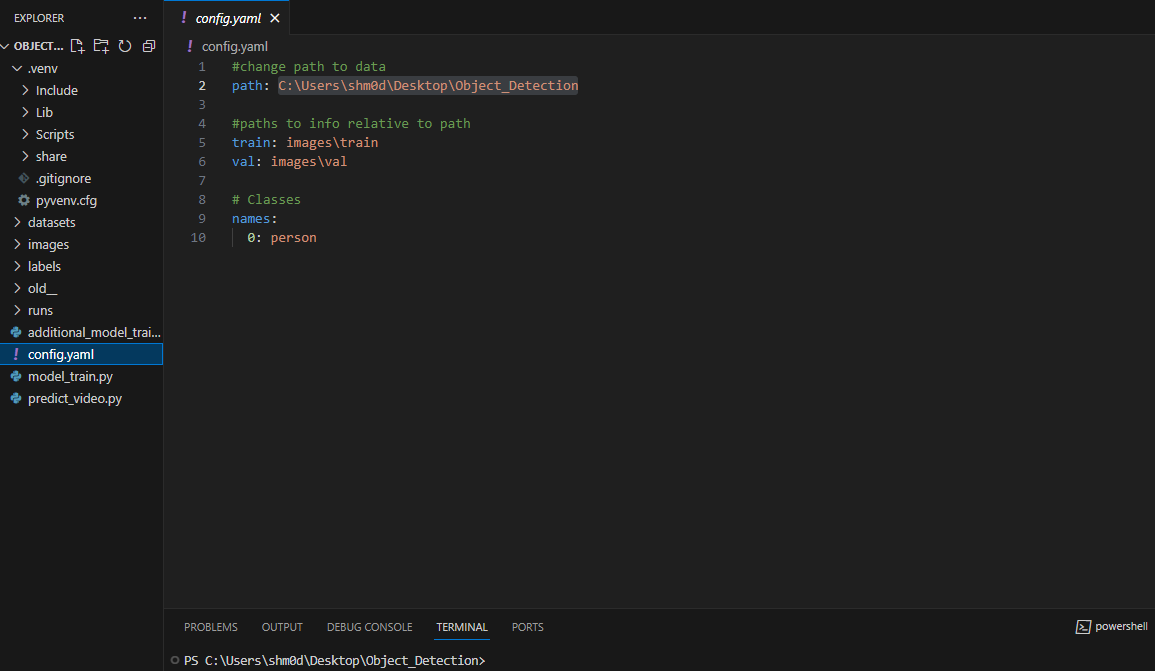 EXPLORER
OBJECT...
.venv
Include
Lib
Scripts
share
.gitignore
pyvenv.cfg
datasets
images
labels
old__
runs
additional_model_trai...
! config.yaml
model_train.py
predict_video.py
! config.yaml
! config.yaml
1 #change path to data
2 path: C:\Users\shm0d\Desktop\Object_Detection
3
4 #paths to info relative to path
5 train: images\train
6 val: images\val
7
8 # Classes
9 names:
10 0: person
PROBLEMS OUTPUT DEBUG CONSOLE TERMINAL PORTS
powershell
PS C:\Users\shm0d\Desktop\Object_Detection>